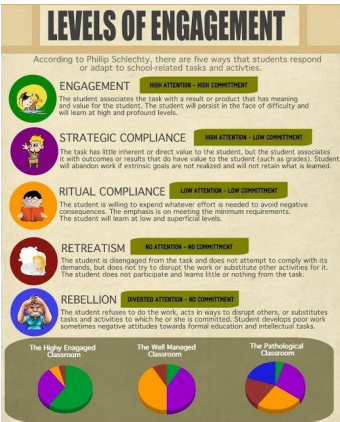 LEVELS OF ENGAGEMENT
According to Phillip Schlechty, there are five ways that students respond
or adapt to school-related tasks and activties.
ENGAGEMENT
HIGH ATTENTION - HIGH COMMITTMENT
The student associates the task with a result or product that has meaning
and value for the student. The student will persist in the face of difficulty and
will learn at high and profound levels.
STRATEGIC COMPLIANCE
HIGH ATTENTION - LOW COMMITTMENT
The task has little inherent or direct value to the student, but the student associates
it with outcomes or results that do have value to the student (such as grades). Student
will abandon work if extrinsic goals are not realized and will not retain what is learned.
RITUAL COMPLIANCE
LOW ATTENTION - LOW COMMITTMENT
The student is willing to expend whatever effort is needed to avoid negative
consequences. The emphasis is on meeting the minimum requirements.
The student will learn at low and superficial levels.
RETREATISM
NO ATTENTION - NO COMMITTMENT
The student is disengaged from the task and does not attempt to comply with its
demands, but does not try to disrupt the work or substitute other activities for it.
The student does not participate and learns little or nothing from the task.
REBELLION
DIVERTED ATTENTION - NO COMMITTMENT
The student refuses to do the work, acts in ways to disrupt others, or substitutes
tasks and activities to which he or she is committed. Student develops poor work
sometimes negative attitudes towards formal education and intellectual tasks.
The Highy Enagaged
Classroom
The Well Managed
Classroom
The Pathological
Classroom